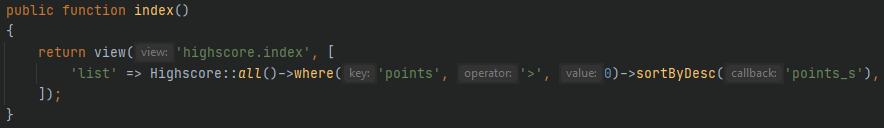 public function index()
{
return view( view: 'highscore.index', [
'list' => Highscore::all()->where( key: 'points', operator: '>', value: 0)->sortByDesc( callback: 'points_s'),
]);
}